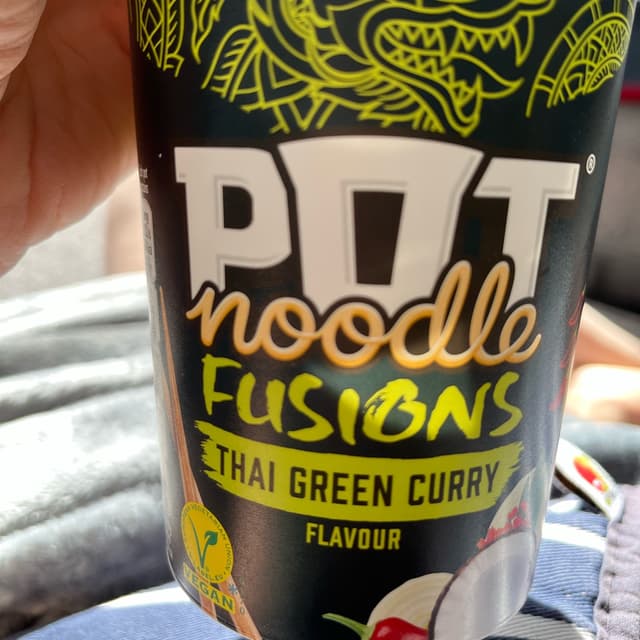 POT®
noodle
FUSIONS
THAI GREEN CURRY
FLAVOUR
VEGAN